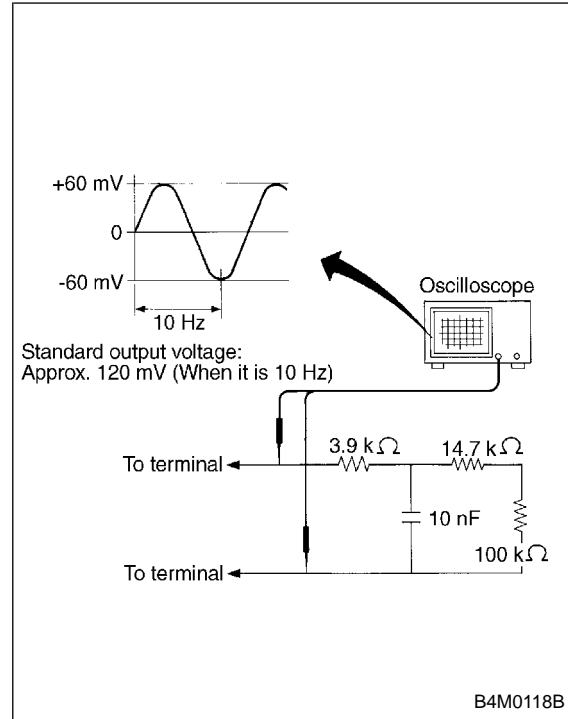 +60 mV
0
-60 mV
10 Hz
Oscilloscope
Standard output voltage:
Approx. 120 mV (When it is 10 Hz)
3.9 kΩ
14.7 kΩ
To terminal
10 nF
100 kΩ
To terminal
B4M0118B